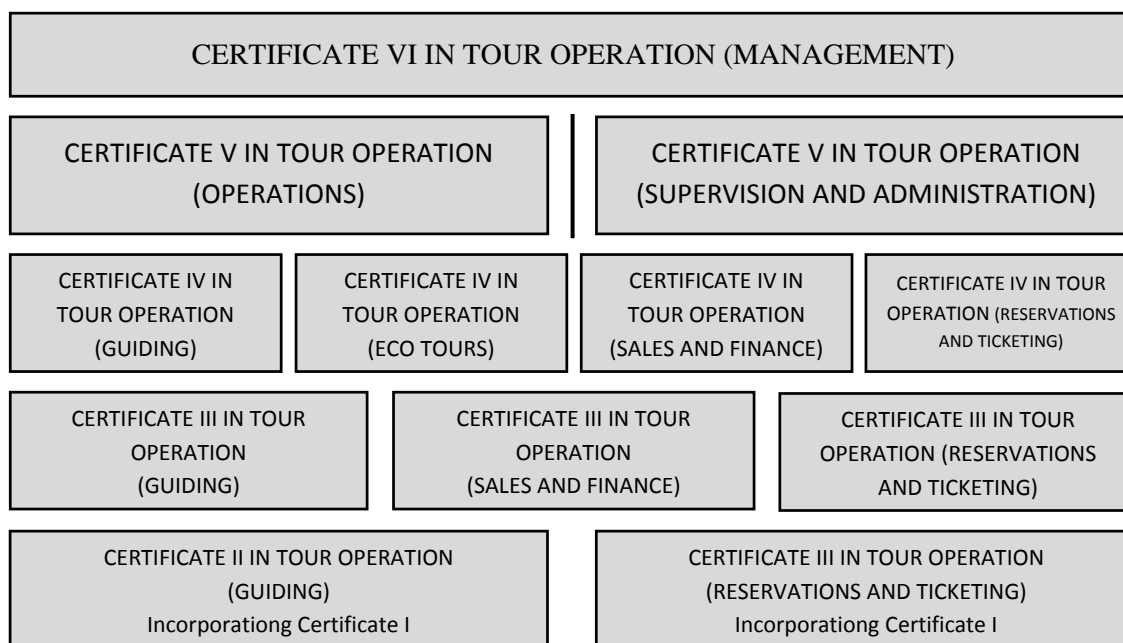 CERTIFICATE VI IN TOUR OPERATION (MANAGEMENT)
CERTIFICATE V IN TOUR OPERATION
(OPERATIONS)
CERTIFICATE V IN TOUR OPERATION
(SUPERVISION AND ADMINISTRATION)
CERTIFICATE IV IN
TOUR OPERATION
(GUIDING)
CERTIFICATE IV IN
TOUR OPERATION
(ECO TOURS)
CERTIFICATE IV IN
TOUR OPERATION
(SALES AND FINANCE)
CERTIFICATE IV IN TOUR
OPERATION (RESERVATIONS
AND TICKETING)
CERTIFICATE III IN TOUR
OPERATION
(GUIDING)
CERTIFICATE III IN TOUR
OPERATION
(SALES AND FINANCE)
CERTIFICATE III IN TOUR
OPERATION (RESERVATIONS
AND TICKETING)
CERTIFICATE II IN TOUR OPERATION
(GUIDING)
Incorporationg Certificate I
CERTIFICATE III IN TOUR OPERATION
(RESERVATIONS AND TICKETING)
Incorporationg Certificate I